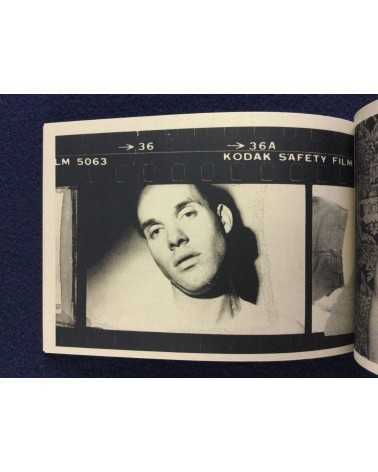 →36 →36A
LM 5063 KODAK SAFETY FILM